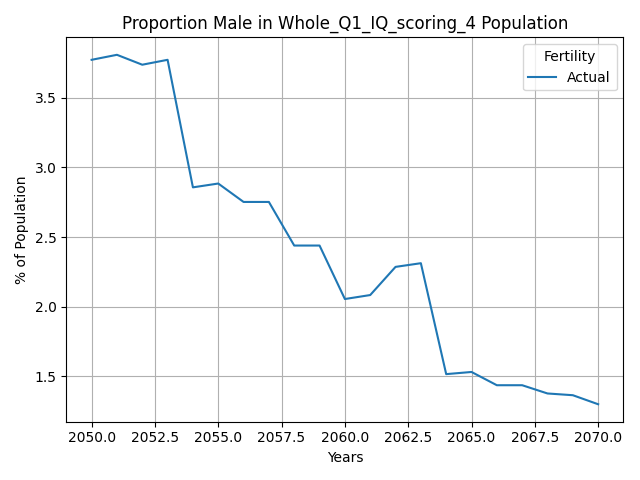 Proportion Male in Whole_Q1_IQ_scoring_4 Population
Fertility
Actual
% of Population
3.5
3.0
2.5
2.0
1.5
2050.0 2052.5 2055.0 2057.5 2060.0 2062.5 2065.0 2067.5 2070.0
Years